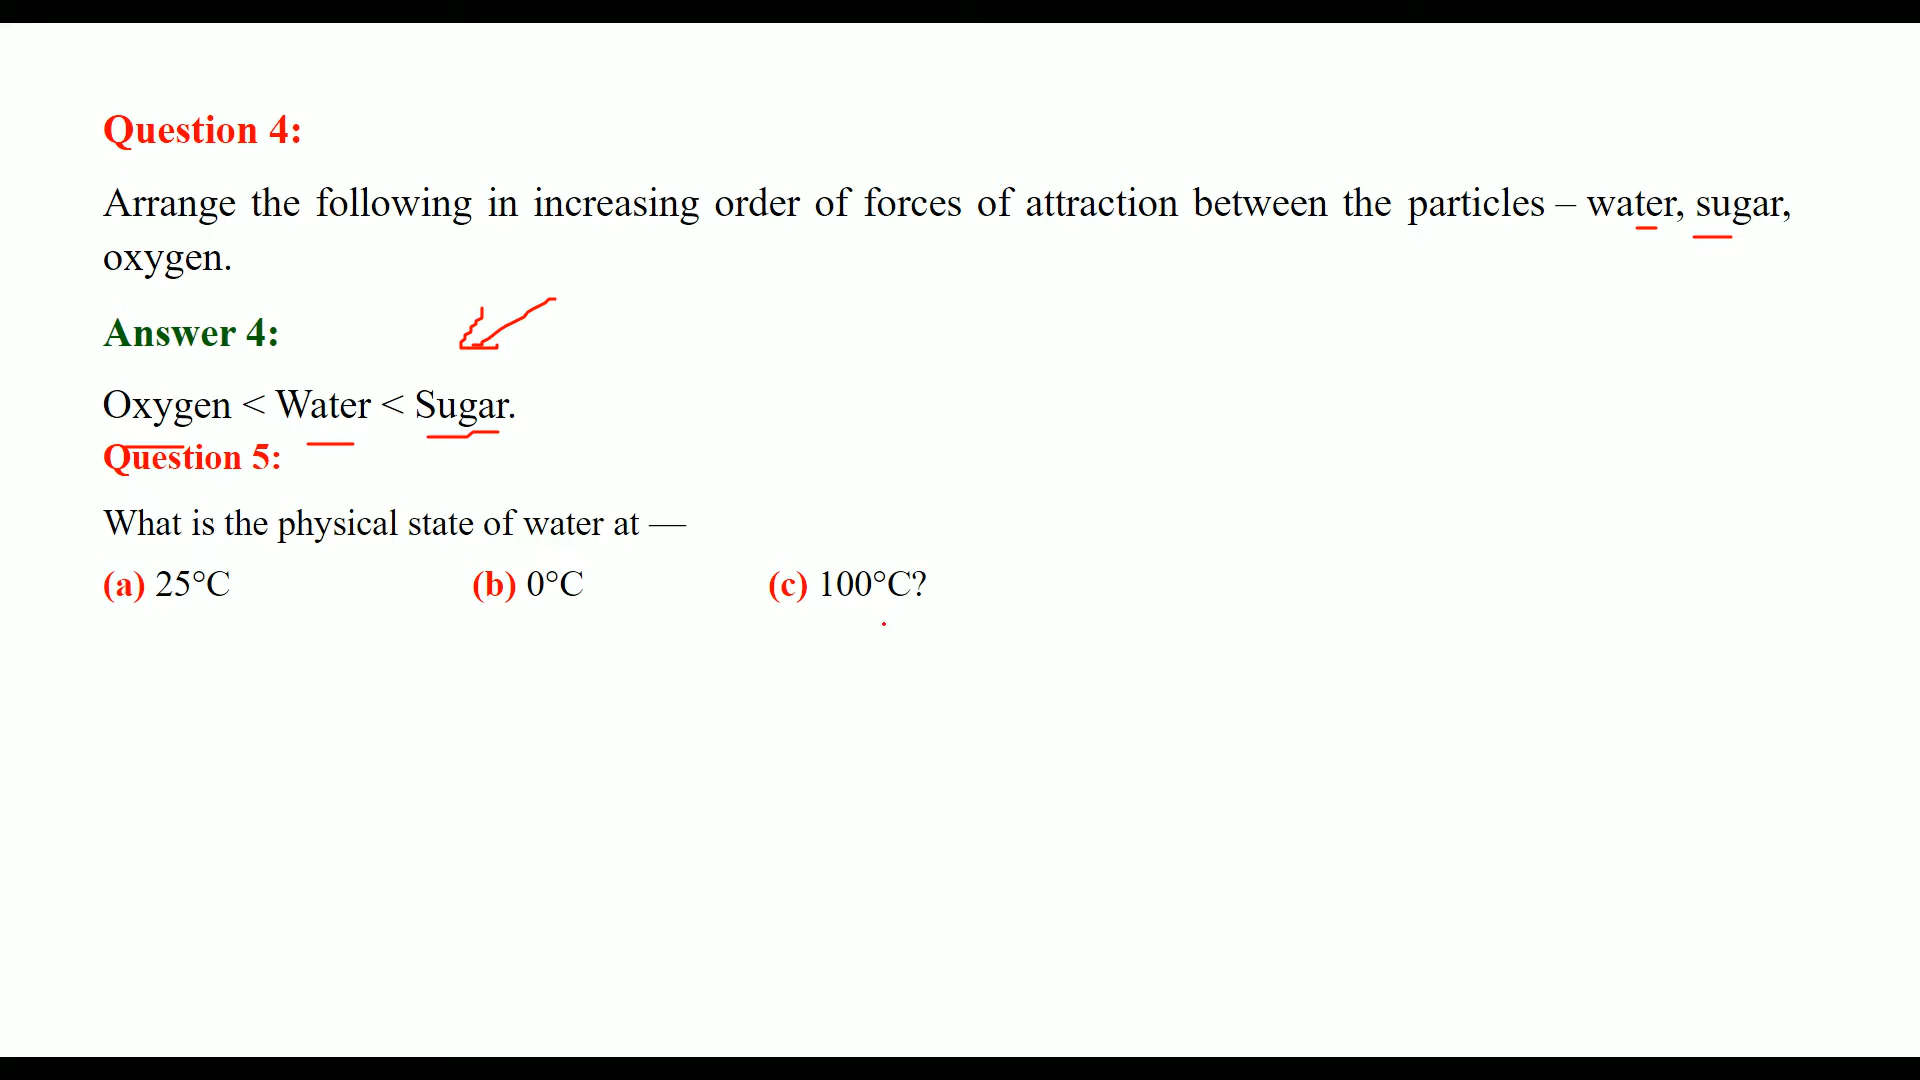 Question 4:
Arrange the following in increasing order of forces of attraction between the particles – water, sugar,
oxygen.
Answer 4:
Oxygen < Water < Sugar.
Question 5:
What is the physical state of water at —
(a) 25°C (b) 0°C (c) 100°C?